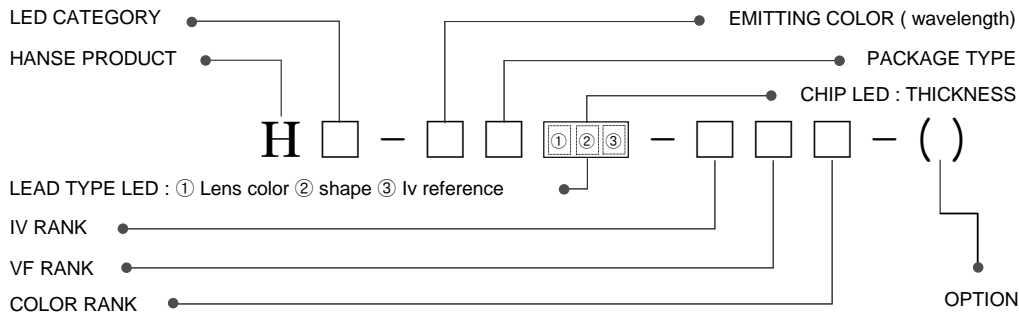 LED CATEGORY
EMITTING COLOR ( wavelength)
HANSE PRODUCT
PACKAGE TYPE
CHIP LED : THICKNESS
H □ – □ □ ① ② ③ – □ □ □ – ( )
LEAD TYPE LED : ① Lens color ② shape ③ Iv reference
IV RANK
VF RANK
COLOR RANK
OPTION